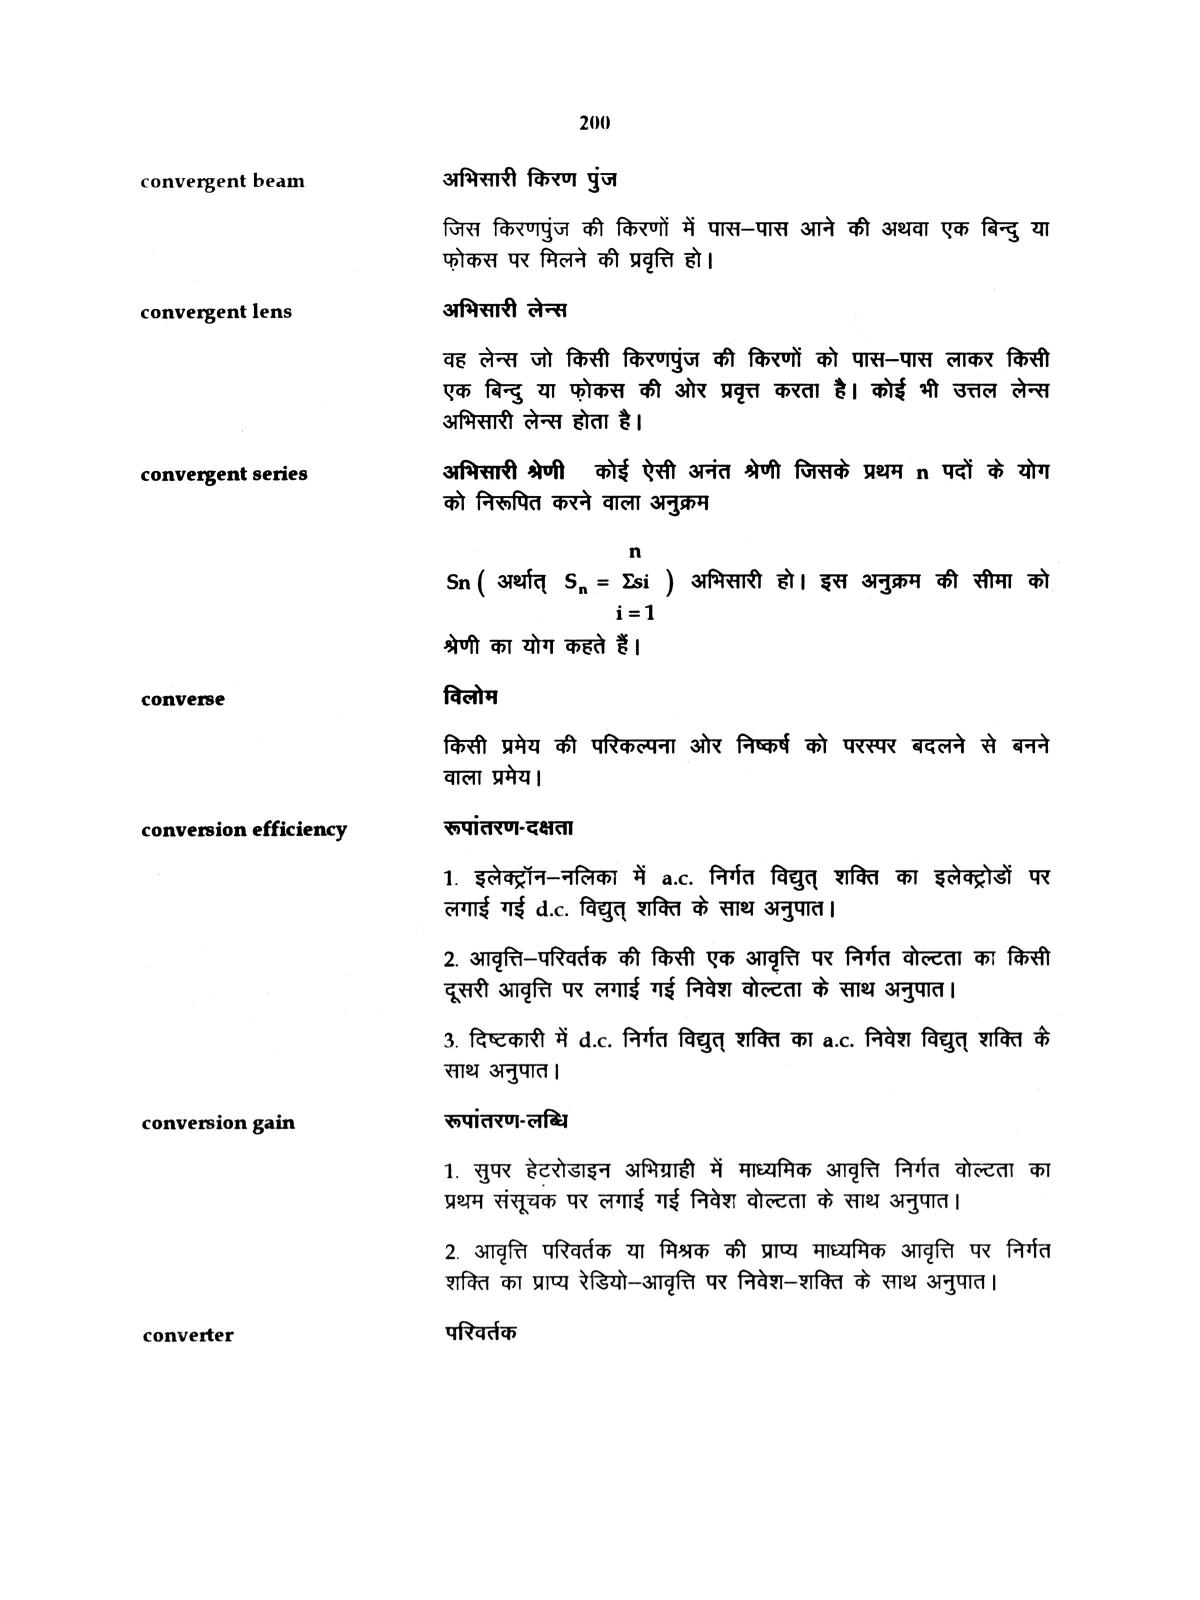 200
convergent beam अभिसारी किरण पुंज
जिस किरणपुंज की किरणों में पास–पास आने की अथवा एक बिन्दु या
फ़ोकस पर मिलने की प्रवृत्ति हो।
convergent lens अभिसारी लेन्स
वह लेन्स जो किसी किरणपुंज की किरणों को पास–पास लाकर किसी
एक बिन्दु या फ़ोकस की ओर प्रवृत्त करता है। कोई भी उत्तल लेन्स
अभिसारी लेन्स होता है।
convergent series अभिसारी श्रेणी कोई ऐसी अनंत श्रेणी जिसके प्रथम n पदों के योग
को निरूपित करने वाला अनुक्रम
n
Sn ( अर्थात् Sₙ = Σsi ) अभिसारी हो। इस अनुक्रम की सीमा को
i = 1
श्रेणी का योग कहते हैं।
converse विलोम
किसी प्रमेय की परिकल्पना ओर निष्कर्ष को परस्पर बदलने से बनने
वाला प्रमेय।
conversion efficiency रूपांतरण-दक्षता
1. इलेक्ट्रॉन–नलिका में a.c. निर्गत विद्युत् शक्ति का इलेक्ट्रोडों पर
लगाई गई d.c. विद्युत् शक्ति के साथ अनुपात।
2. आवृत्ति–परिवर्तक की किसी एक आवृत्ति पर निर्गत वोल्टता का किसी
दूसरी आवृत्ति पर लगाई गई निवेश वोल्टता के साथ अनुपात।
3. दिष्टकारी में d.c. निर्गत विद्युत् शक्ति का a.c. निवेश विद्युत् शक्ति के
साथ अनुपात।
conversion gain रूपांतरण-लब्धि
1. सुपर हेटरोडाइन अभिग्राही में माध्यमिक आवृत्ति निर्गत वोल्टता का
प्रथम संसूचक पर लगाई गई निवेश वोल्टता के साथ अनुपात।
2. आवृत्ति परिवर्तक या मिश्रक की प्राप्य माध्यमिक आवृत्ति पर निर्गत
शक्ति का प्राप्य रेडियो–आवृत्ति पर निवेश–शक्ति के साथ अनुपात।
converter परिवर्तक